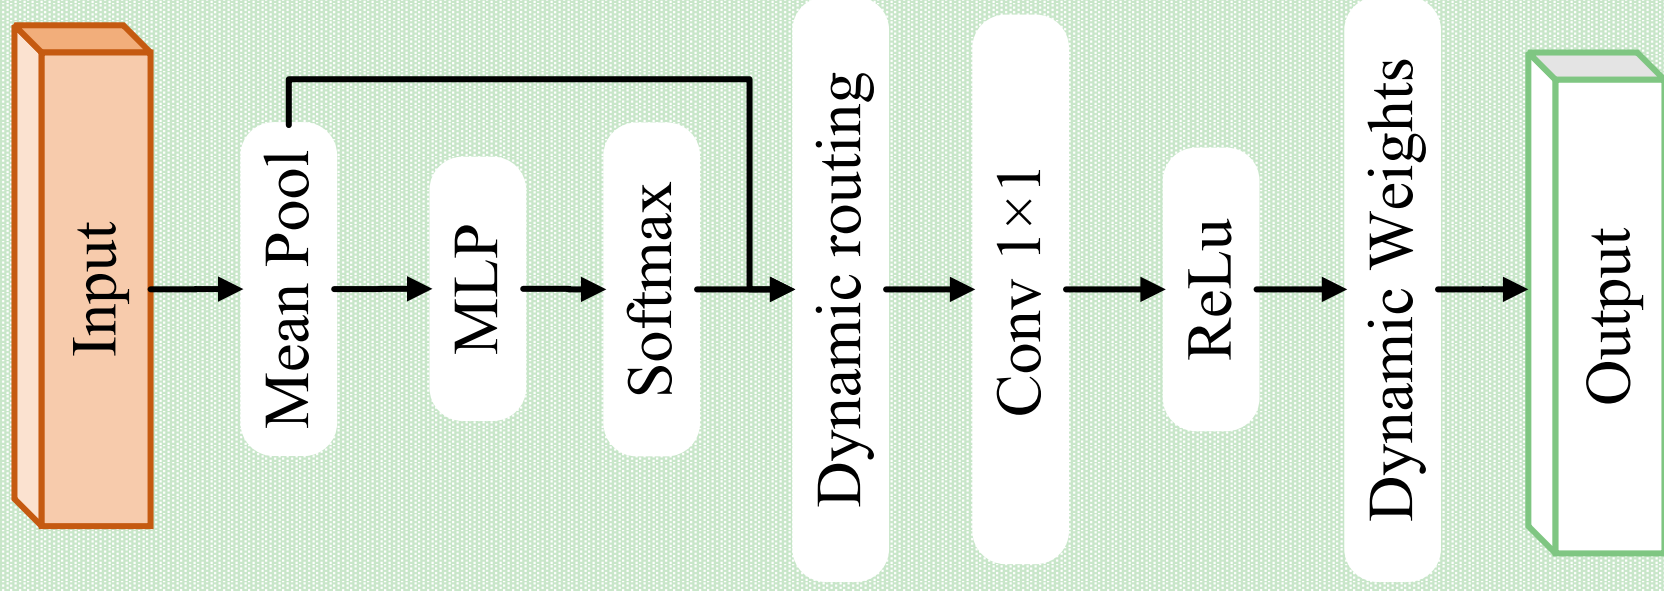 Input
Mean Pool
MLP
Softmax
Dynamic routing
Conv 1×1
ReLu
Dynamic Weights
Output